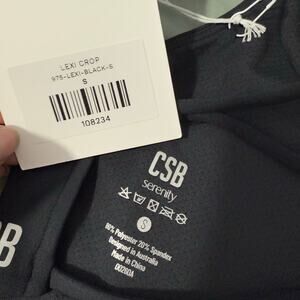 LEXI CROP
975-LEXI-BLACK-S
S
108234
CSB
serenity
S
80% Polyester 20% Spandex
Designed in Australia
Made in China
SB